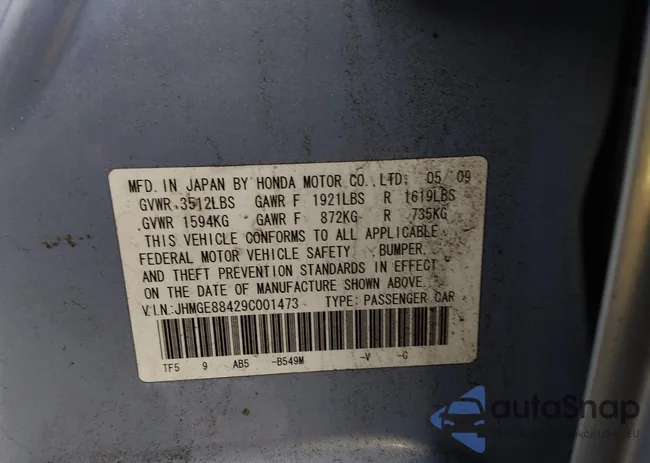 MFD. IN JAPAN BY HONDA MOTOR CO., LTD. 05 09
GVWR 3512LBS GAWR F 1921LBS R 1619LBS
GVWR 1594KG GAWR F 872KG R 735KG
THIS VEHICLE CONFORMS TO ALL APPLICABLE
FEDERAL MOTOR VEHICLE SAFETY BUMPER,
AND THEFT PREVENTION STANDARDS IN EFFECT
ON THE DATE OF MANUFACTURE SHOWN ABOVE.
V.I.N.:JHMGE88429C001473 TYPE: PASSENGER CAR
TF5 9 AB5 -B549M -V -G
autoSnap